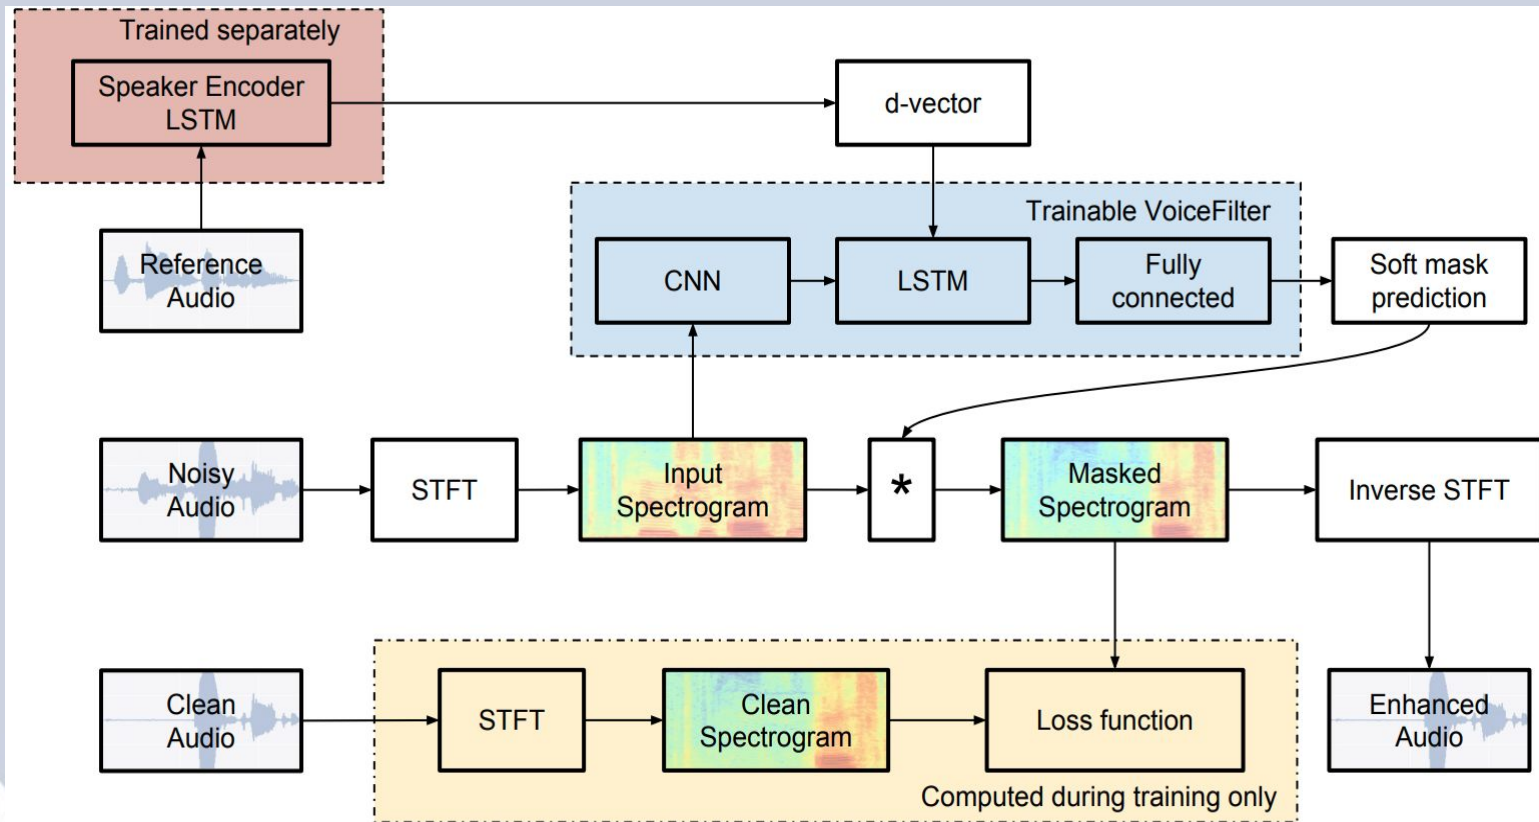 Trained separately
Speaker Encoder
LSTM
d-vector
Trainable VoiceFilter
Reference
Audio
CNN
LSTM
Fully
connected
Soft mask
prediction
Noisy
Audio
STFT
Input
Spectrogram
*
Masked
Spectrogram
Inverse STFT
Clean
Audio
STFT
Clean
Spectrogram
Loss function
Enhanced
Audio
Computed during training only